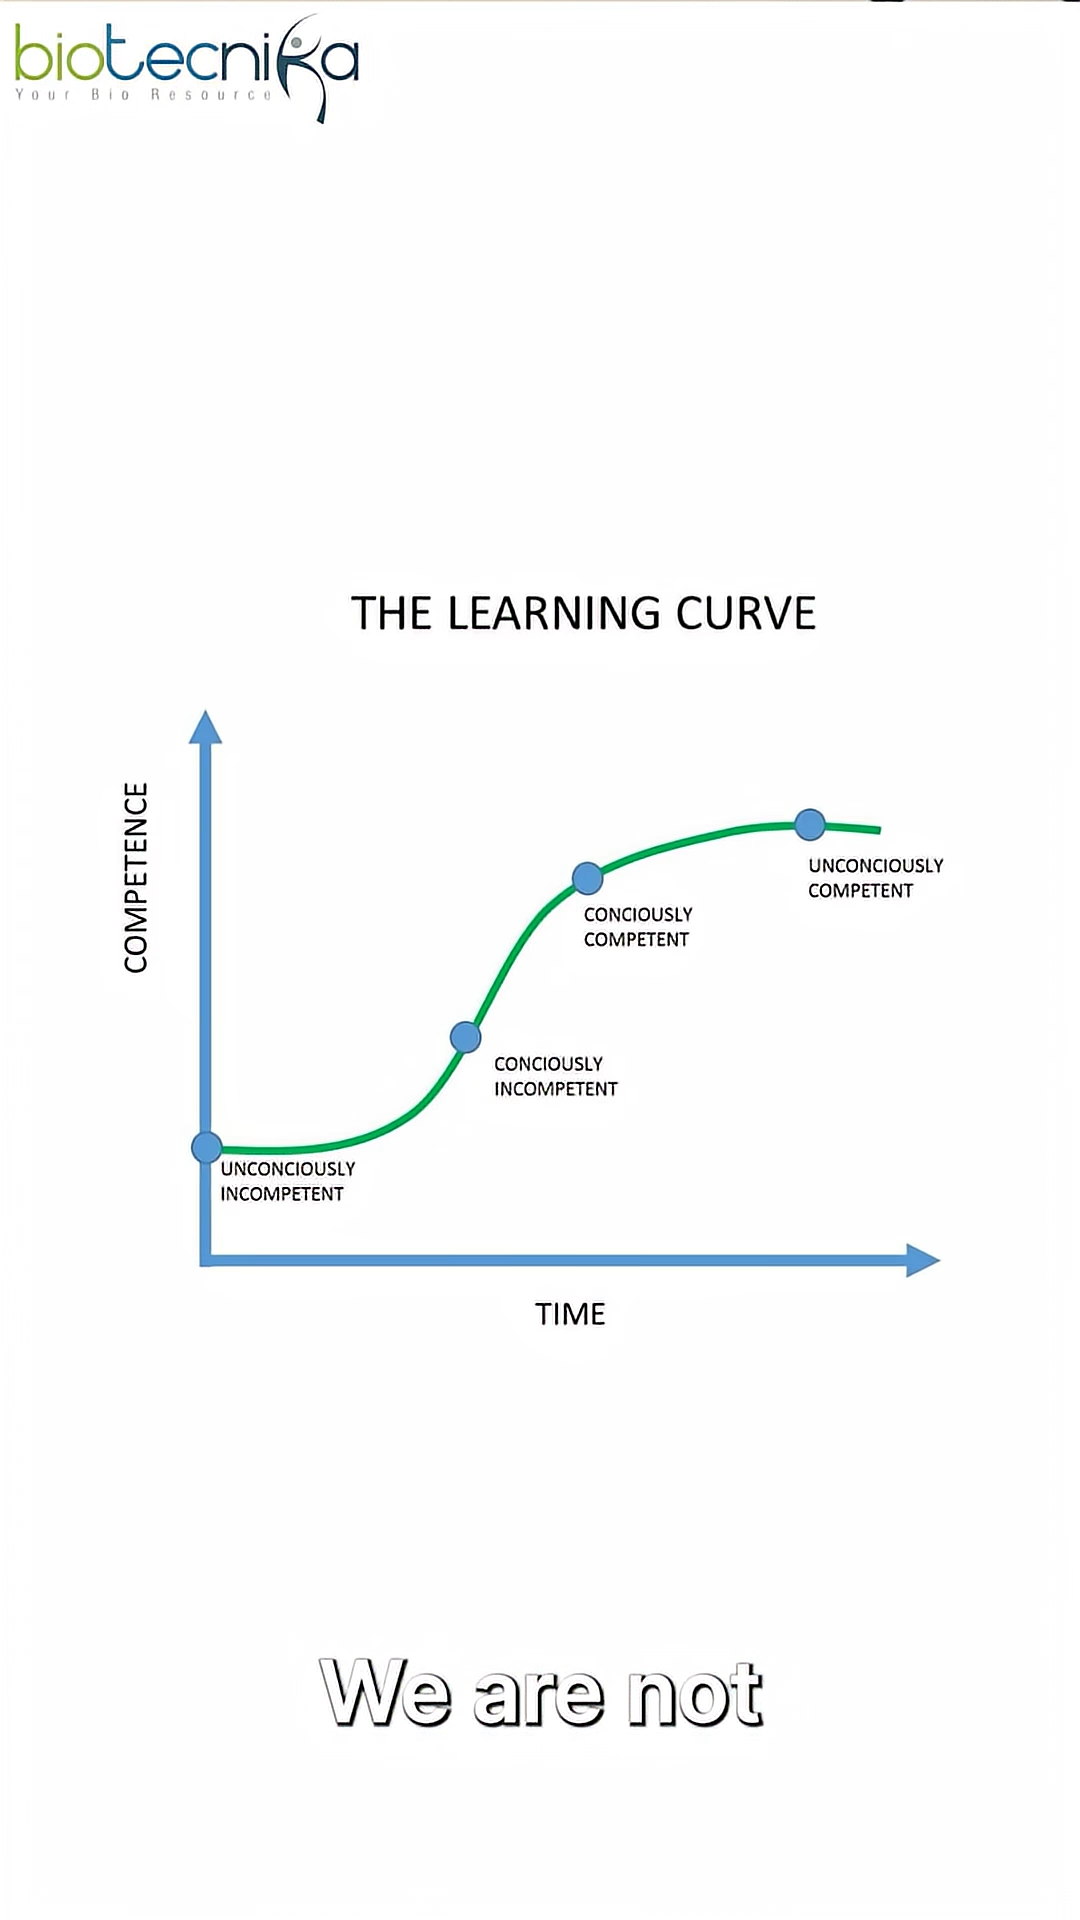 biotecnika
Your Bio Resource
THE LEARNING CURVE
COMPETENCE
UNCONCIOUSLY
COMPETENT
CONCIOUSLY
COMPETENT
CONCIOUSLY
INCOMPETENT
UNCONCIOUSLY
INCOMPETENT
TIME
We are not